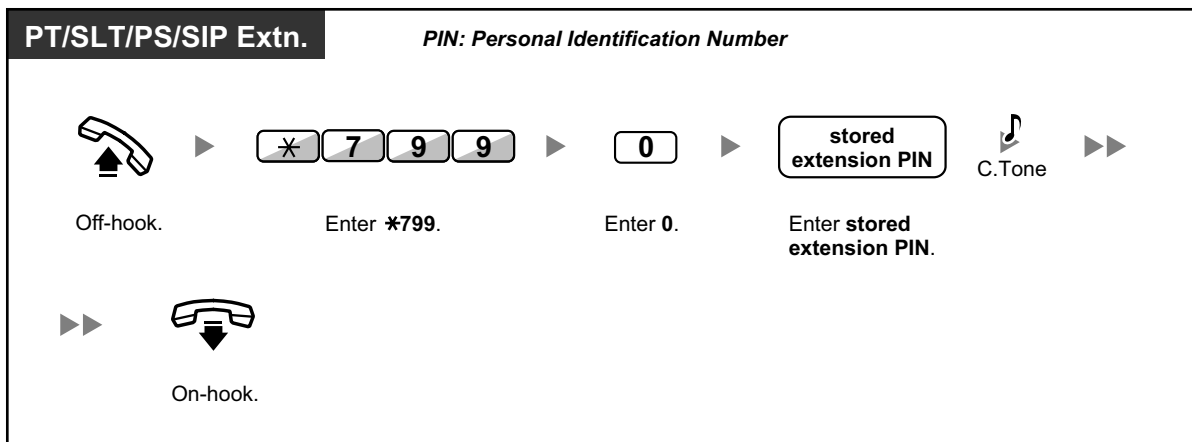 PT/SLT/PS/SIP Extn.
PIN: Personal Identification Number
* 7 9 9
0
stored
extension PIN
C.Tone
Off-hook.
Enter *799.
Enter 0.
Enter stored
extension PIN.
On-hook.